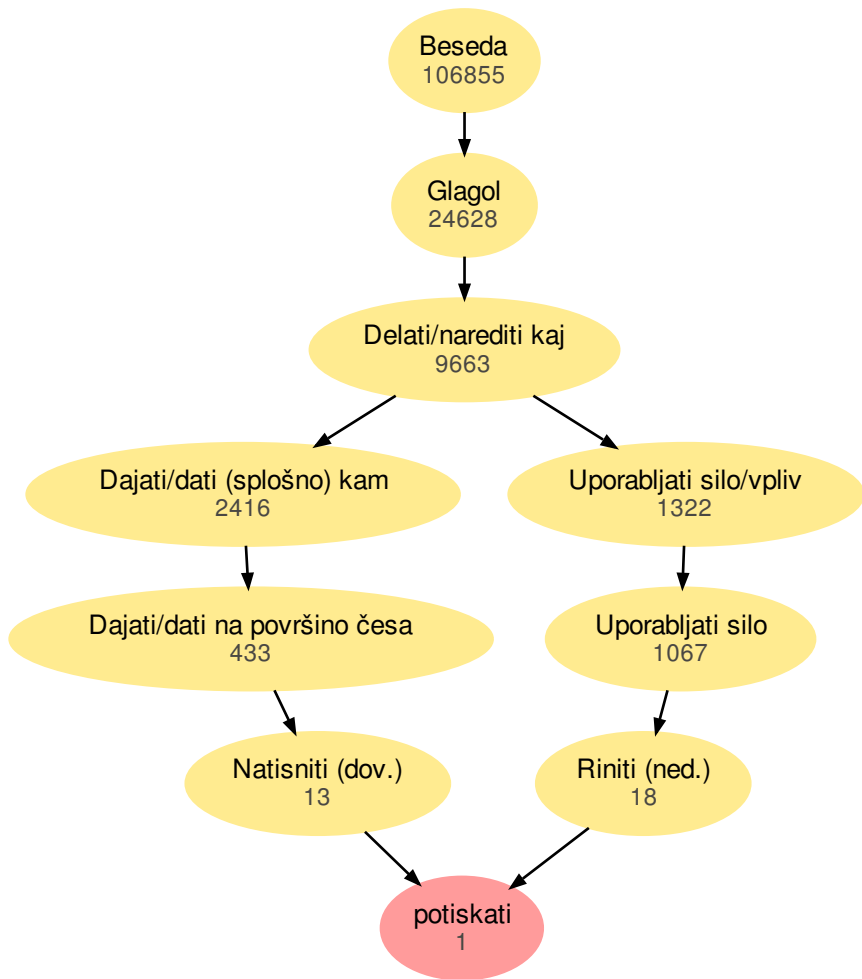 Beseda
106855
Glagol
24628
Delati/narediti kaj
9663
Dajati/dati (splošno) kam
2416
Uporabljati silo/vpliv
1322
Dajati/dati na površino česa
433
Uporabljati silo
1067
Natisniti (dov.)
13
Riniti (ned.)
18
potiskati
1